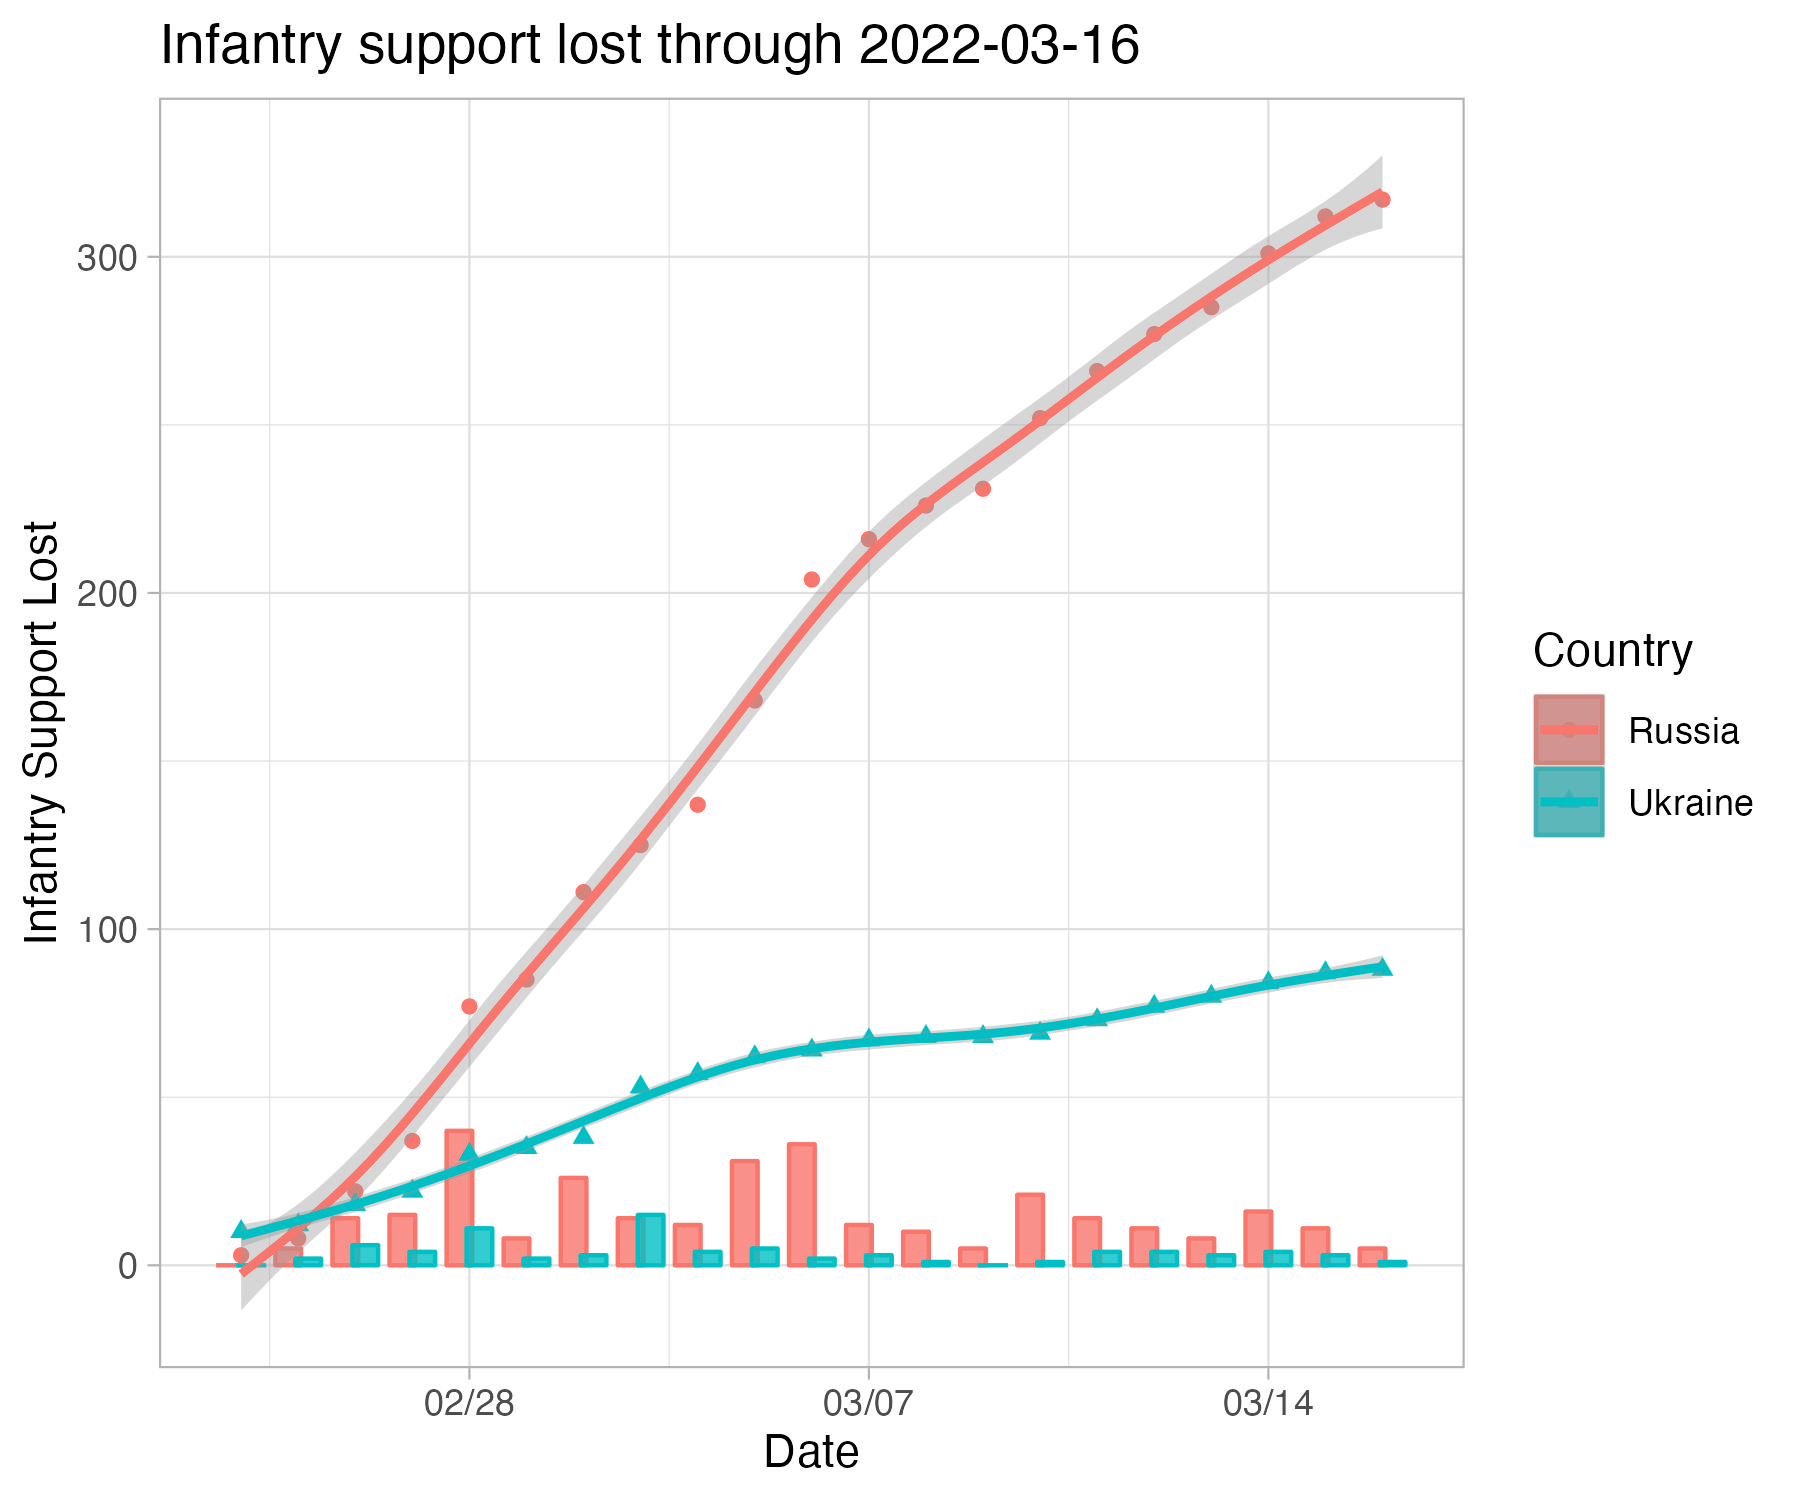 Infantry support lost through 2022-03-16
Infantry Support Lost
300
200
100
0
02/28 03/07 03/14
Date
Country
Russia
Ukraine